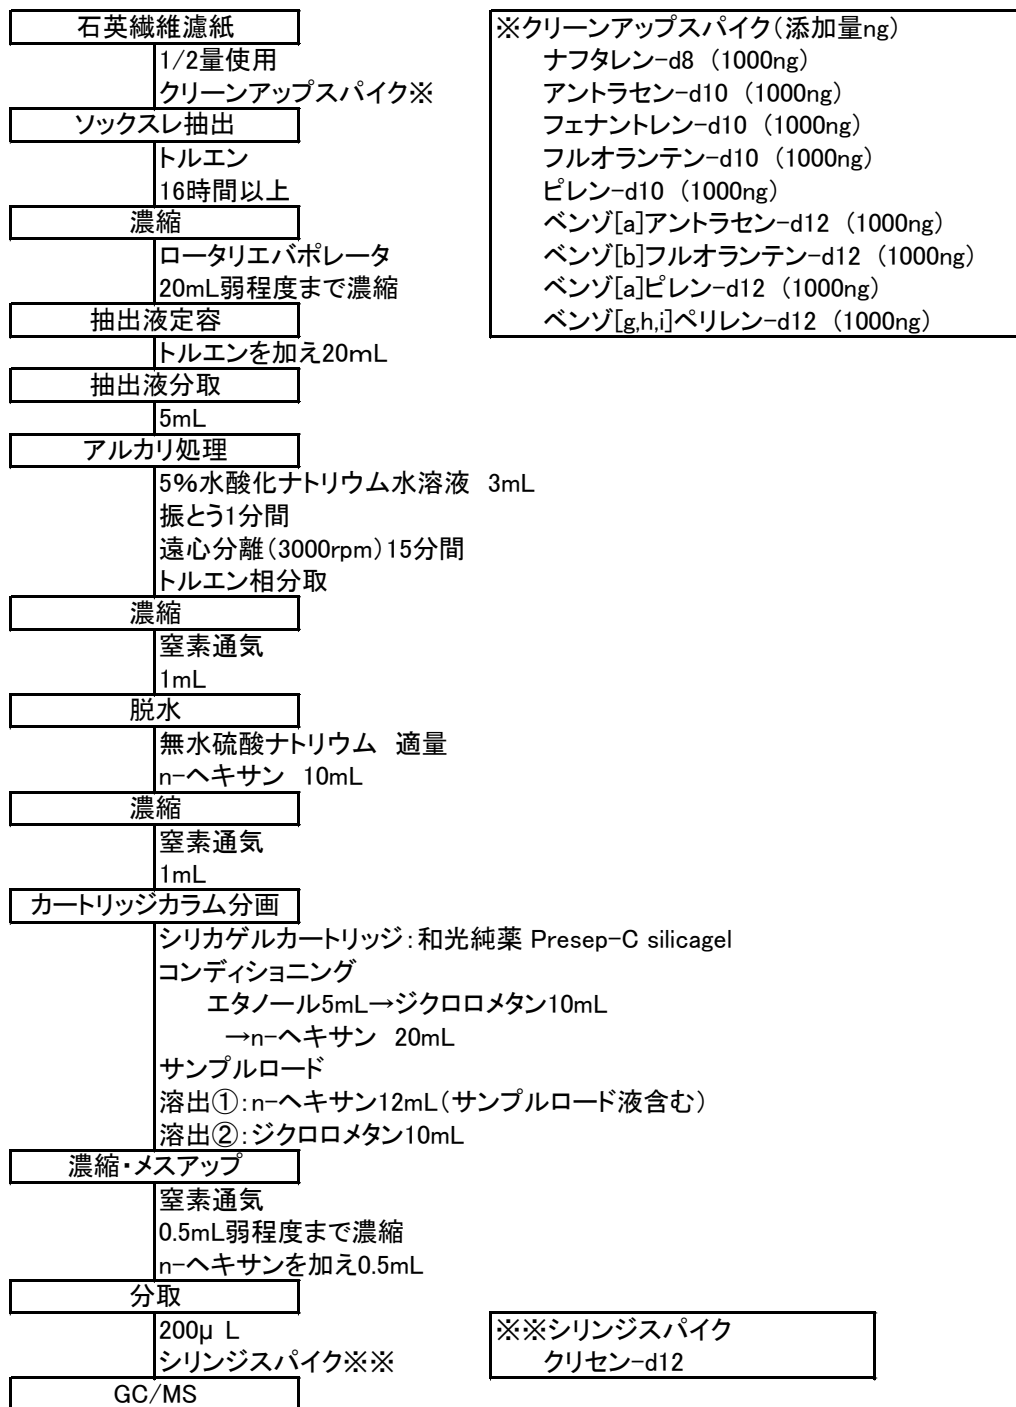 石英繊維濾紙
1/2量使用
クリーンアップスパイク※
ソックスレ抽出
トルエン
16時間以上
濃縮
ロータリエバポレータ
20mL弱程度まで濃縮
抽出液定容
トルエンを加え20mL
抽出液分取
5mL
アルカリ処理
5%水酸化ナトリウム水溶液 3mL
振とう1分間
遠心分離(3000rpm)15分間
トルエン相分取
濃縮
窒素通気
1mL
脱水
無水硫酸ナトリウム 適量
n-ヘキサン 10mL
濃縮
窒素通気
1mL
カートリッジカラム分画
シリカゲルカートリッジ:和光純薬 Presep-C silicagel
コンディショニング
エタノール5mL→ジクロロメタン10mL
→n-ヘキサン 20mL
サンプルロード
溶出①:n-ヘキサン12mL(サンプルロード液含む)
溶出②:ジクロロメタン10mL
濃縮・メスアップ
窒素通気
0.5mL弱程度まで濃縮
n-ヘキサンを加え0.5mL
分取
200μ L
シリンジスパイク※※
GC/MS
※クリーンアップスパイク(添加量ng)
ナフタレン-d8 (1000ng)
アントラセン-d10 (1000ng)
フェナントレン-d10 (1000ng)
フルオランテン-d10 (1000ng)
ピレン-d10 (1000ng)
ベンゾ[a]アントラセン-d12 (1000ng)
ベンゾ[b]フルオランテン-d12 (1000ng)
ベンゾ[a]ピレン-d12 (1000ng)
ベンゾ[g,h,i]ペリレン-d12 (1000ng)
※※シリンジスパイク
クリセン-d12